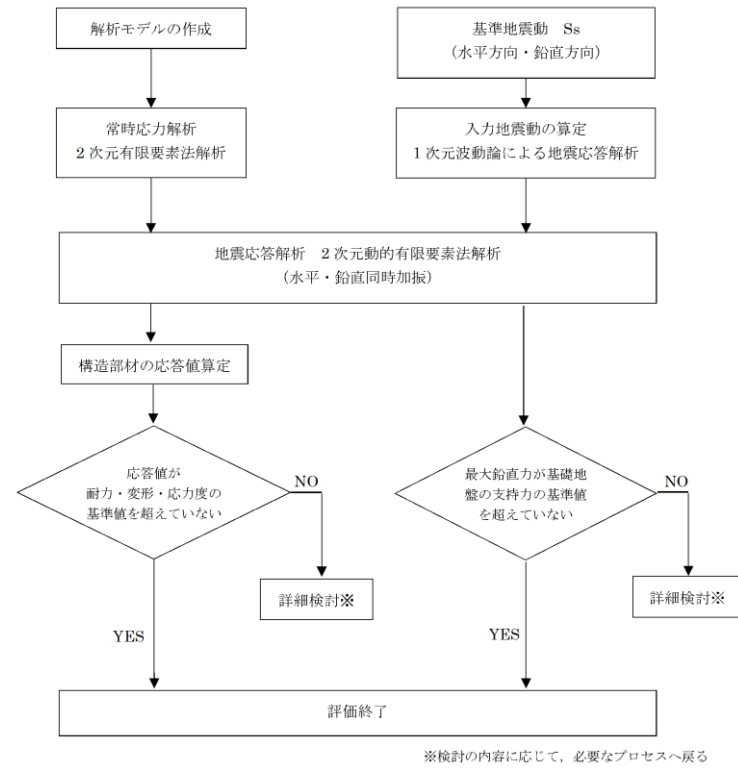 解析モデルの作成
基準地震動　Ss
（水平方向・鉛直方向）
常時応力解析
２次元有限要素法解析
入力地震動の算定
１次元波動論による地震応答解析
地震応答解析　２次元動的有限要素法解析
（水平・鉛直同時加振）
構造部材の応答値算定
応答値が
耐力・変形・応力度の
基準値を超えていない
NO
最大鉛直力が基礎地
盤の支持力の基準値
を超えていない
NO
詳細検討※
詳細検討※
YES
YES
評価終了
※検討の内容に応じて，必要なプロセスへ戻る